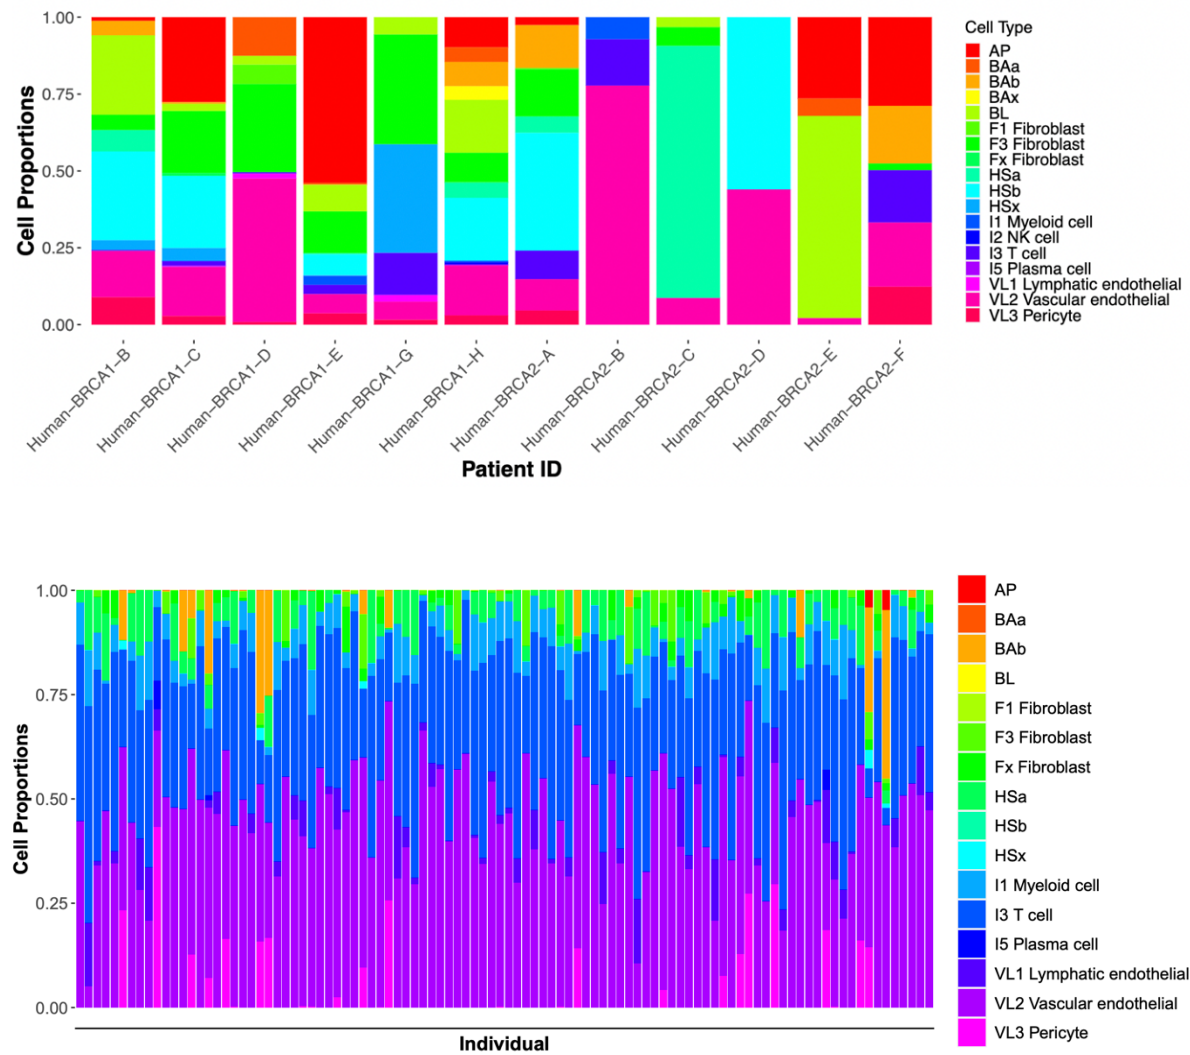 Cell Proportions
1.00
0.75
0.50
0.25
0.00
Human−BRCA1−B
Human−BRCA1−C
Human−BRCA1−D
Human−BRCA1−E
Human−BRCA1−G
Human−BRCA1−H
Human−BRCA2−A
Human−BRCA2−B
Human−BRCA2−C
Human−BRCA2−D
Human−BRCA2−E
Human−BRCA2−F
Patient ID
Cell Type
AP
BAa
BAb
BAx
BL
F1 Fibroblast
F3 Fibroblast
Fx Fibroblast
HSa
HSb
HSx
I1 Myeloid cell
I2 NK cell
I3 T cell
I5 Plasma cell
VL1 Lymphatic endothelial
VL2 Vascular endothelial
VL3 Pericyte
Cell Proportions
1.00
0.75
0.50
0.25
0.00
Individual
AP
BAa
BAb
BL
F1 Fibroblast
F3 Fibroblast
Fx Fibroblast
HSa
HSb
HSx
I1 Myeloid cell
I3 T cell
I5 Plasma cell
VL1 Lymphatic endothelial
VL2 Vascular endothelial
VL3 Pericyte